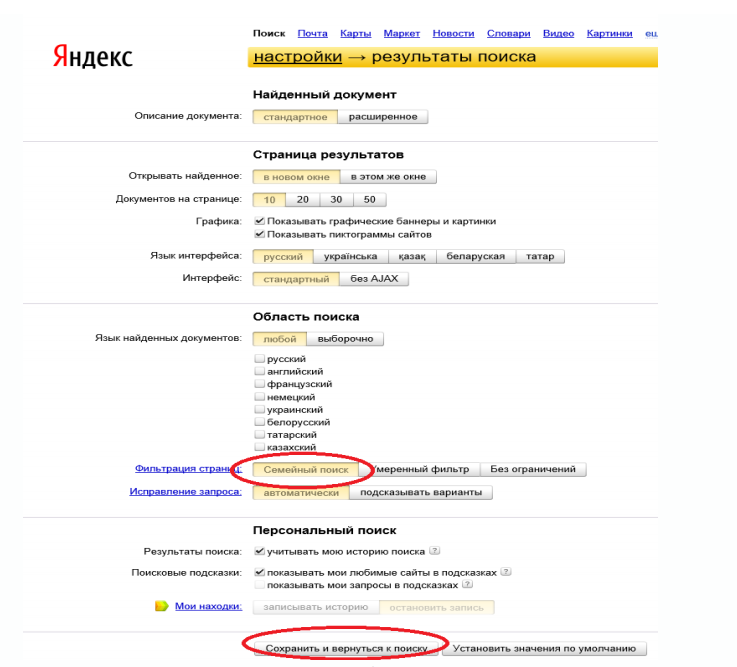 Поиск Почта Карты Маркет Новости Словари Видео Картинки ещ
Яндекс
настройки → результаты поиска
Найденный документ
Описание документа: стандартное расширенное
Страница результатов
Открывать найденное: в новом окне в этом же окне
Документов на странице: 10 20 30 50
Графика: Показывать графические баннеры и картинки
Показывать пиктограммы сайтов
Язык интерфейса: русский українська қазақ беларуская татар
Интерфейс: стандартный без AJAX
Область поиска
Язык найденных документов: любой выборочно
русский
английский
французский
немецкий
украинский
белорусский
татарский
казахский
Фильтрация страниц: Семейный поиск Умеренный фильтр Без ограничений
Исправление запроса: автоматически подсказывать варианты
Персональный поиск
Результаты поиска: учитывать мою историю поиска ?
Поисковые подсказки: показывать мои любимые сайты в подсказках ?
показывать мои запросы в подсказках ?
Мои находки: записывать историю остановить запись
Сохранить и вернуться к поиску Установить значения по умолчанию